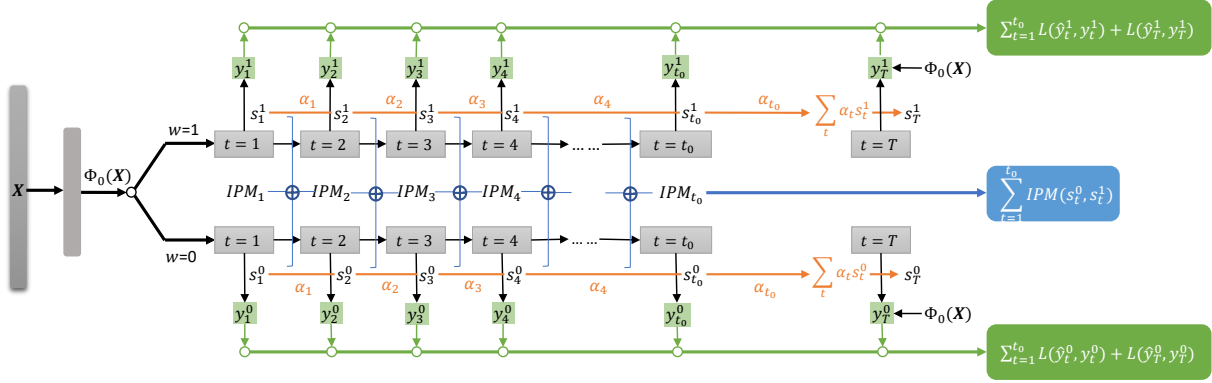 ∑_{t=1}^{t_0} L(ŷ_t^1, y_t^1) + L(ŷ_T^1, y_T^1)
y_1^1 y_2^1 y_3^1 y_4^1 y_{t_0}^1 y_T^1 Φ_0(X)
s_1^1 α_1 s_2^1 α_2 s_3^1 α_3 s_4^1 α_4 s_{t_0}^1 α_{t_0} ∑_t α_t s_t^1 s_T^1
w=1
t = 1 t = 2 t = 3 t = 4 ... ... t = t_0 t = T
X Φ_0(X)
IPM_1 IPM_2 IPM_3 IPM_4 IPM_{t_0} ∑_{t=1}^{t_0} IPM(s_t^0, s_t^1)
t = 1 t = 2 t = 3 t = 4 ... ... t = t_0 t = T
w=0
s_1^0 α_1 s_2^0 α_2 s_3^0 α_3 s_4^0 α_4 s_{t_0}^0 α_{t_0} ∑_t α_t s_t^0 s_T^0
y_1^0 y_2^0 y_3^0 y_4^0 y_{t_0}^0 y_T^0 Φ_0(X)
∑_{t=1}^{t_0} L(ŷ_t^0, y_t^0) + L(ŷ_T^0, y_T^0)